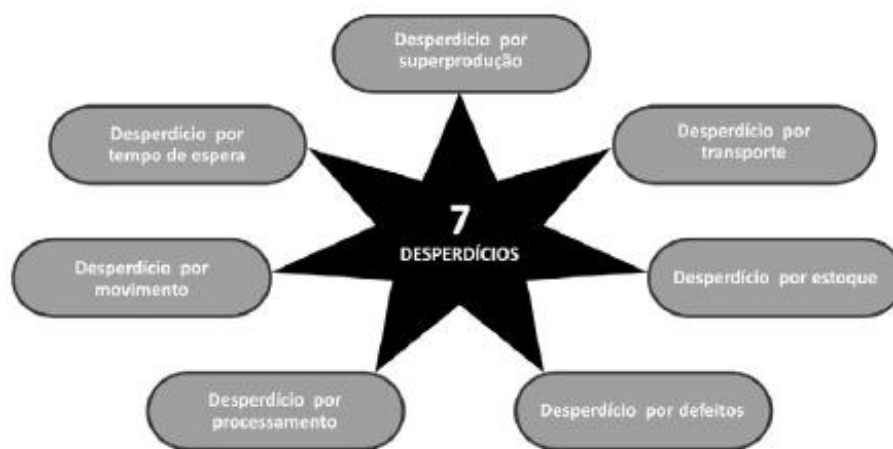 Desperdício por
superprodução
Desperdício por
tempo de espera
Desperdício por
transporte
7
DESPERDÍCIOS
Desperdício por
movimento
Desperdício por estoque
Desperdício por
processamento
Desperdício por defeitos